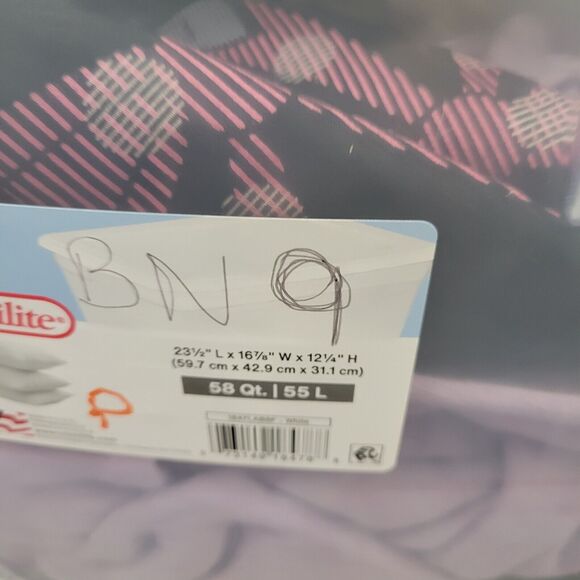 BN9
ilite®
23½" L x 16⅞" W x 12¼" H
(59.7 cm x 42.9 cm x 31.1 cm)
58 Qt. | 55 L
P
White